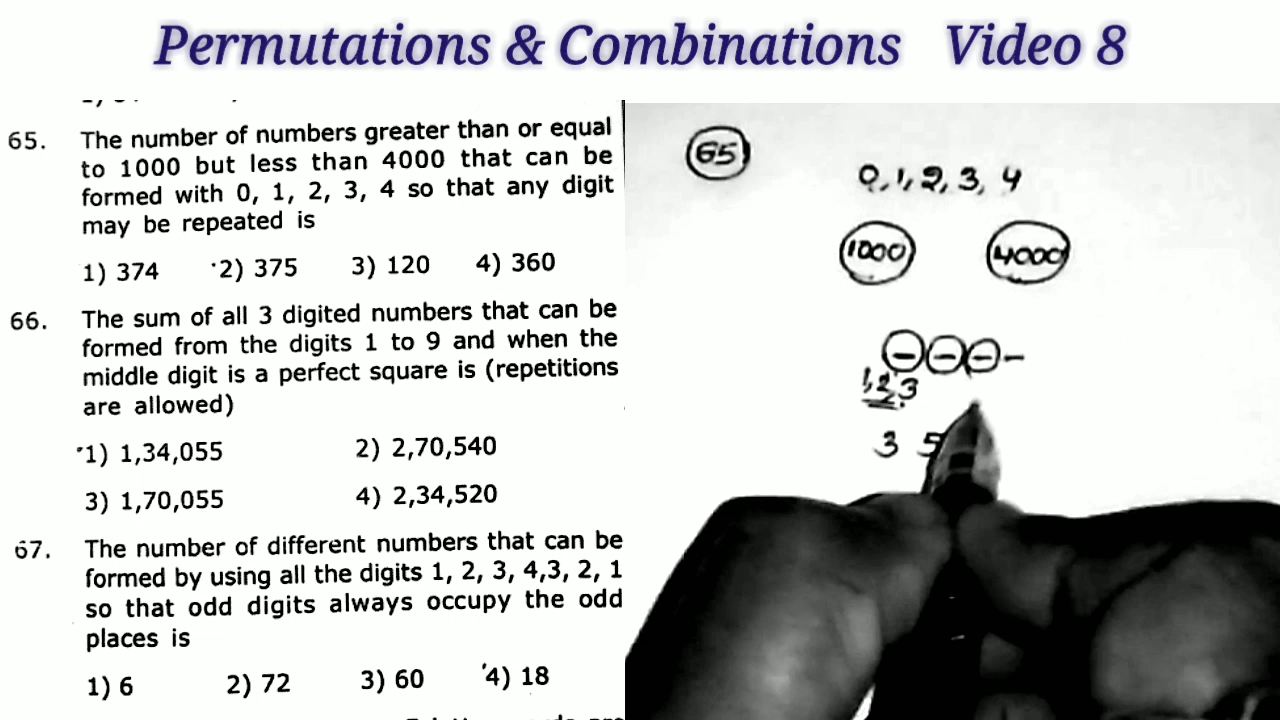 Permutations & Combinations Video 8
65. The number of numbers greater than or equal
to 1000 but less than 4000 that can be
formed with 0, 1, 2, 3, 4 so that any digit
may be repeated is
1) 374 2) 375 3) 120 4) 360
66. The sum of all 3 digited numbers that can be
formed from the digits 1 to 9 and when the
middle digit is a perfect square is (repetitions
are allowed)
1) 1,34,055 2) 2,70,540
3) 1,70,055 4) 2,34,520
67. The number of different numbers that can be
formed by using all the digits 1, 2, 3, 4,3, 2, 1
so that odd digits always occupy the odd
places is
1) 6 2) 72 3) 60 4) 18
65
0,1,2,3,4
1000 4000
1,2,3
3 5